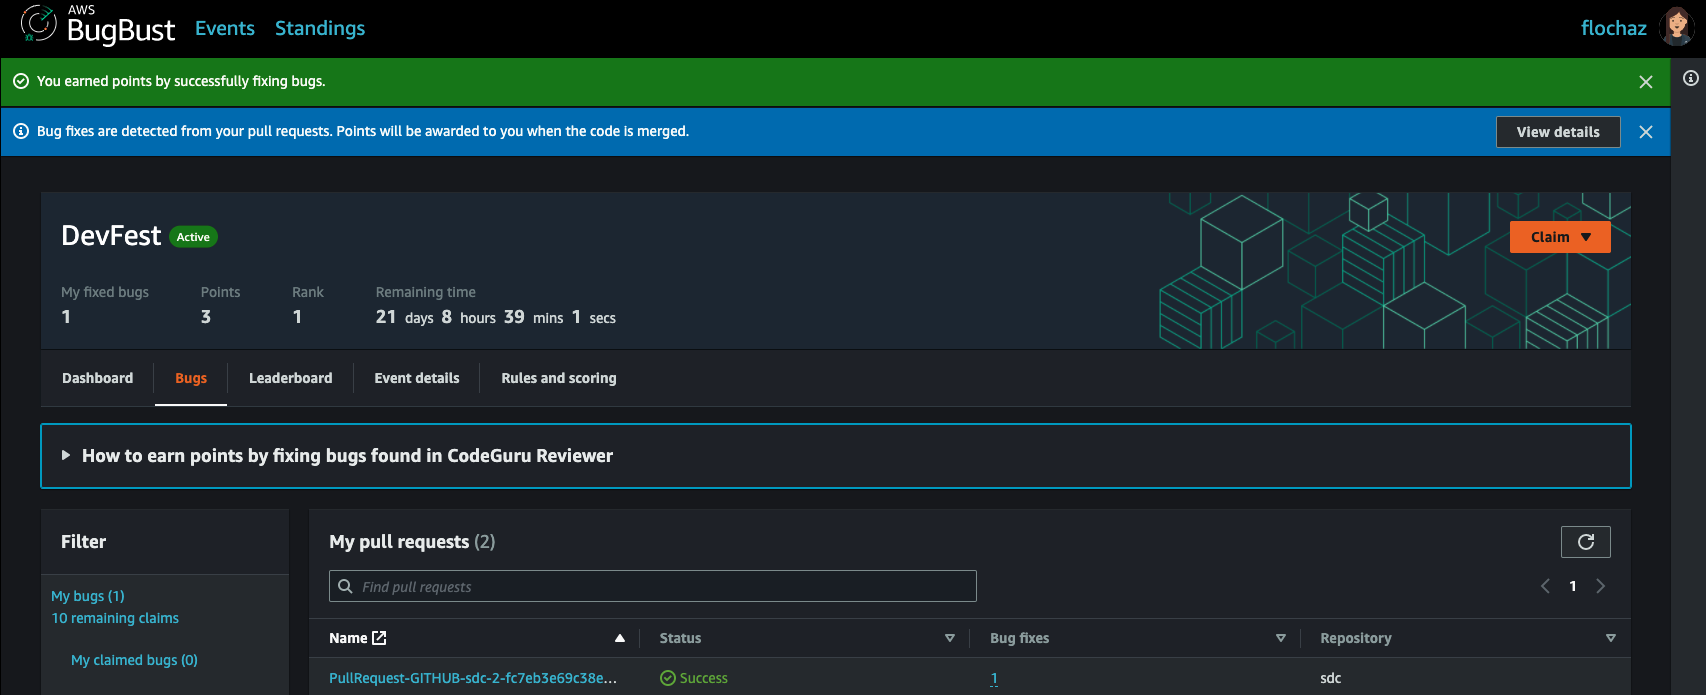 AWS
BugBust
Events
Standings
flochaz
You earned points by successfully fixing bugs.
Bug fixes are detected from your pull requests. Points will be awarded to you when the code is merged.
View details
DevFest
Active
Claim
My fixed bugs
Points
Rank
Remaining time
1
3
1
21 days 8 hours 39 mins 1 secs
Dashboard
Bugs
Leaderboard
Event details
Rules and scoring
How to earn points by fixing bugs found in CodeGuru Reviewer
Filter
My bugs (1)
10 remaining claims
My claimed bugs (0)
My pull requests (2)
Find pull requests
1
Name
Status
Bug fixes
Repository
PullRequest-GITHUB-sdc-2-fc7eb3e69c38e...
Success
1
sdc